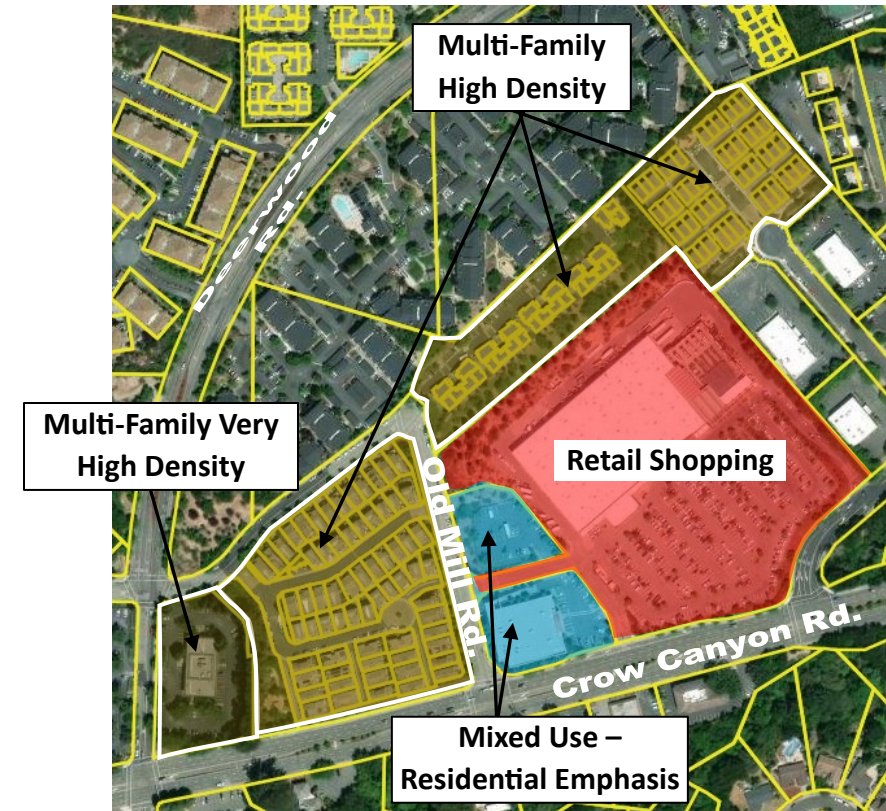 Multi-Family
High Density
Deerwood
Rd.
Multi-Family Very
High Density
Retail Shopping
Old Mill Rd.
Crow Canyon Rd.
Mixed Use –
Residential Emphasis